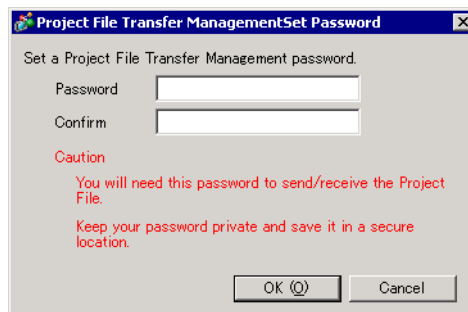 Project File Transfer ManagementSet Password
Set a Project File Transfer Management password.
Password
Confirm
Caution
You will need this password to send/receive the Project
File.
Keep your password private and save it in a secure
location.
OK (O)
Cancel